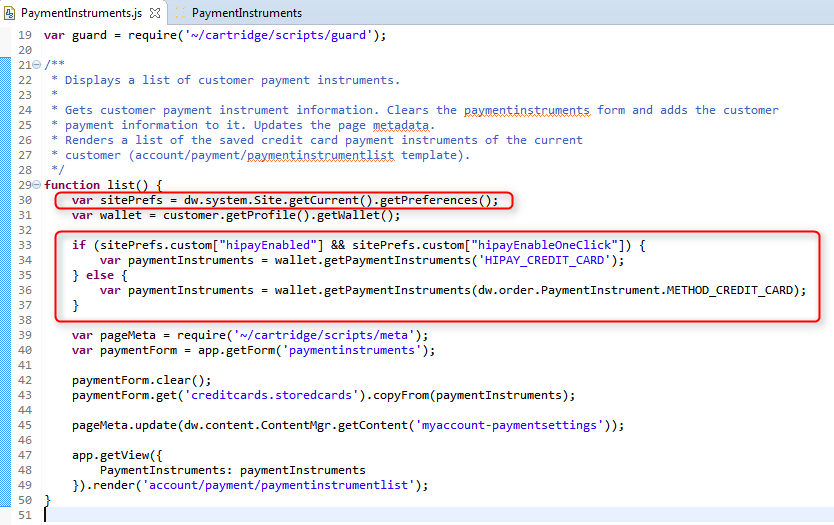 PaymentInstruments.js PaymentInstruments
19 var guard = require('~/cartridge/scripts/guard');
20
21 /**
22  * Displays a list of customer payment instruments.
23  *
24  * Gets customer payment instrument information. Clears the paymentinstruments form and adds the customer
25  * payment information to it. Updates the page metadata.
26  * Renders a list of the saved credit card payment instruments of the current
27  * customer (account/payment/paymentinstrumentlist template).
28  */
29 function list() {
30     var sitePrefs = dw.system.Site.getCurrent().getPreferences();
31     var wallet = customer.getProfile().getWallet();
32
33     if (sitePrefs.custom["hipayEnabled"] && sitePrefs.custom["hipayEnableOneClick"]) {
34         var paymentInstruments = wallet.getPaymentInstruments('HIPAY_CREDIT_CARD');
35     } else {
36         var paymentInstruments = wallet.getPaymentInstruments(dw.order.PaymentInstrument.METHOD_CREDIT_CARD);
37     }
38
39     var pageMeta = require('~/cartridge/scripts/meta');
40     var paymentForm = app.getForm('paymentinstruments');
41
42     paymentForm.clear();
43     paymentForm.get('creditcards.storedcards').copyFrom(paymentInstruments);
44
45     pageMeta.update(dw.content.ContentMgr.getContent('myaccount-paymentsettings'));
46
47     app.getView({
48         PaymentInstruments: paymentInstruments
49     }).render('account/payment/paymentinstrumentlist');
50 }
51